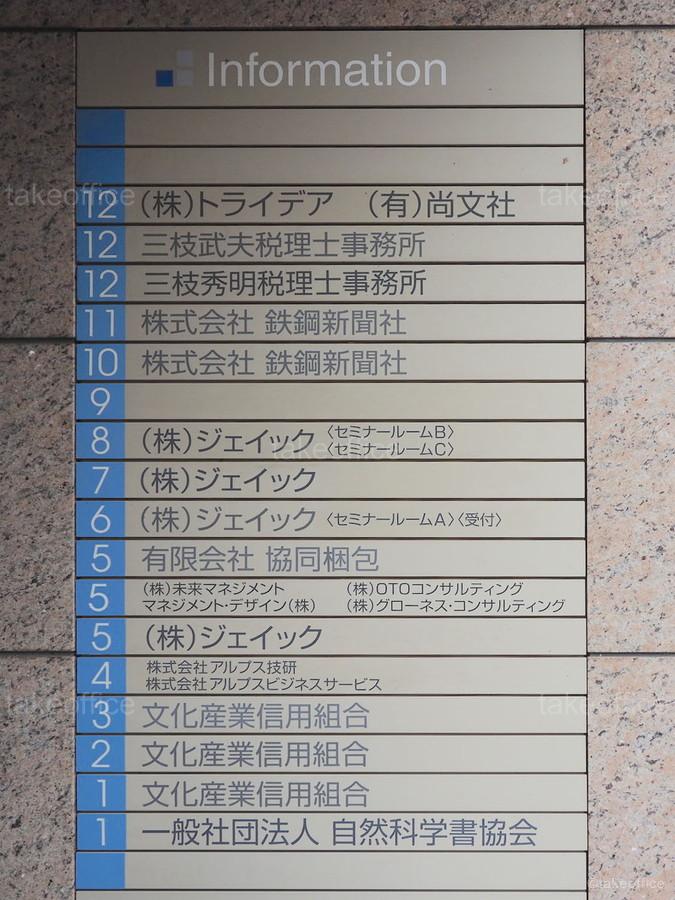 Information
12 (株)トライデア (有)尚文社
12 三枝武夫税理士事務所
12 三枝秀明税理士事務所
11 株式会社 鉄鋼新聞社
10 株式会社 鉄鋼新聞社
9
8 (株)ジェイック 〈セミナールームB〉
〈セミナールームC〉
7 (株)ジェイック
6 (株)ジェイック 〈セミナールームA〉〈受付〉
5 有限会社 協同梱包
5 (株)未来マネジメント (株)OTOコンサルティング
マネジメント・デザイン(株) (株)グローネス・コンサルティング
5 (株)ジェイック
4 株式会社アルプス技研
株式会社アルプスビジネスサービス
3 文化産業信用組合
2 文化産業信用組合
1 文化産業信用組合
1 一般社団法人 自然科学書協会
takeoffice
takeoffice
takeoffice
takeoffice
takeoffice
©takeoffice